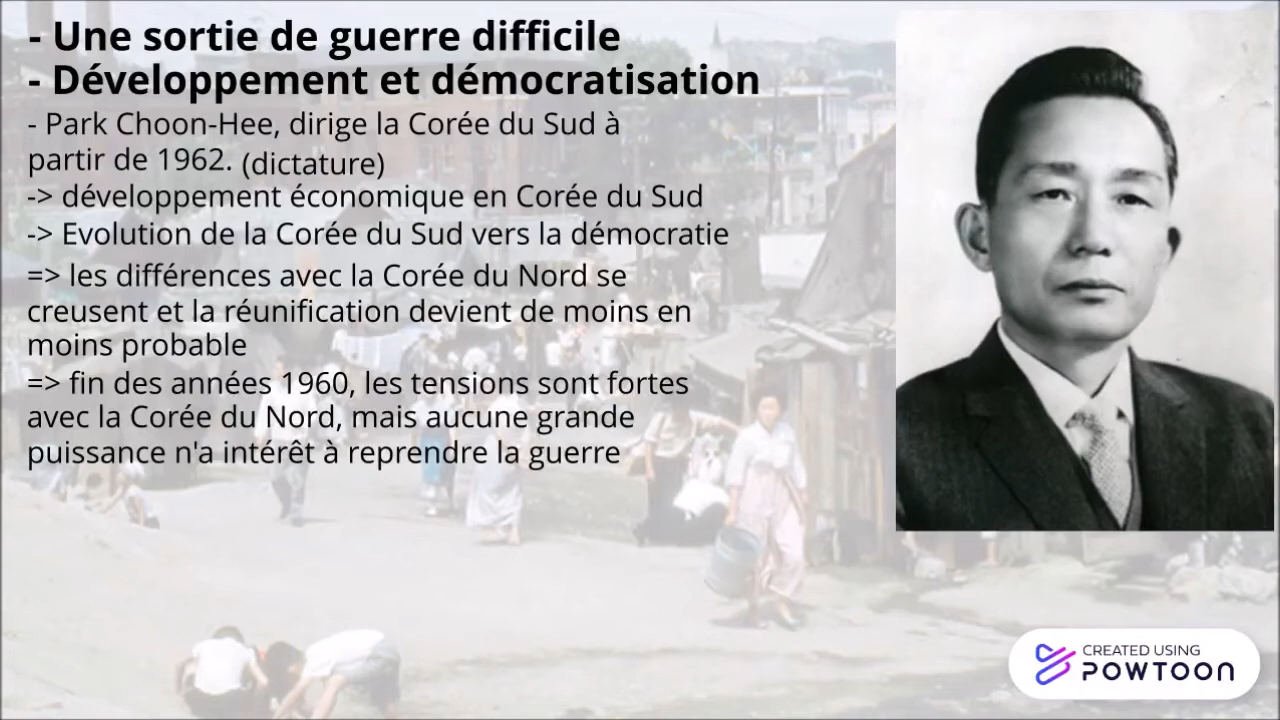 - Une sortie de guerre difficile
- Développement et démocratisation
- Park Choon-Hee, dirige la Corée du Sud à
partir de 1962. (dictature)
-> développement économique en Corée du Sud
-> Evolution de la Corée du Sud vers la démocratie
=> les différences avec la Corée du Nord se
creusent et la réunification devient de moins en
moins probable
=> fin des années 1960, les tensions sont fortes
avec la Corée du Nord, mais aucune grande
puissance n'a intérêt à reprendre la guerre
CREATED USING
POWTOON